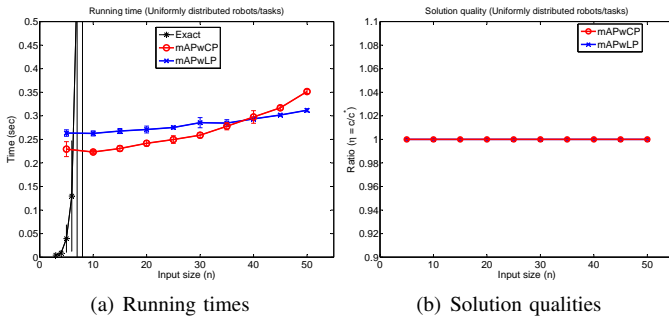 Running time (Uniformly distributed robots/tasks)
Time (sec)
0.5
0.45
0.4
0.35
0.3
0.25
0.2
0.15
0.1
0.05
0
0 10 20 30 40 50
Input size (n)
Exact
mAPwCP
mAPwLP
(a) Running times
Solution quality (Uniformly distributed robots/tasks)
Ratio (η = c/c*)
1.1
1.08
1.06
1.04
1.02
1
0.98
0.96
0.94
0.92
0.9
0 10 20 30 40 50
Input size (n)
mAPwCP
mAPwLP
(b) Solution qualities